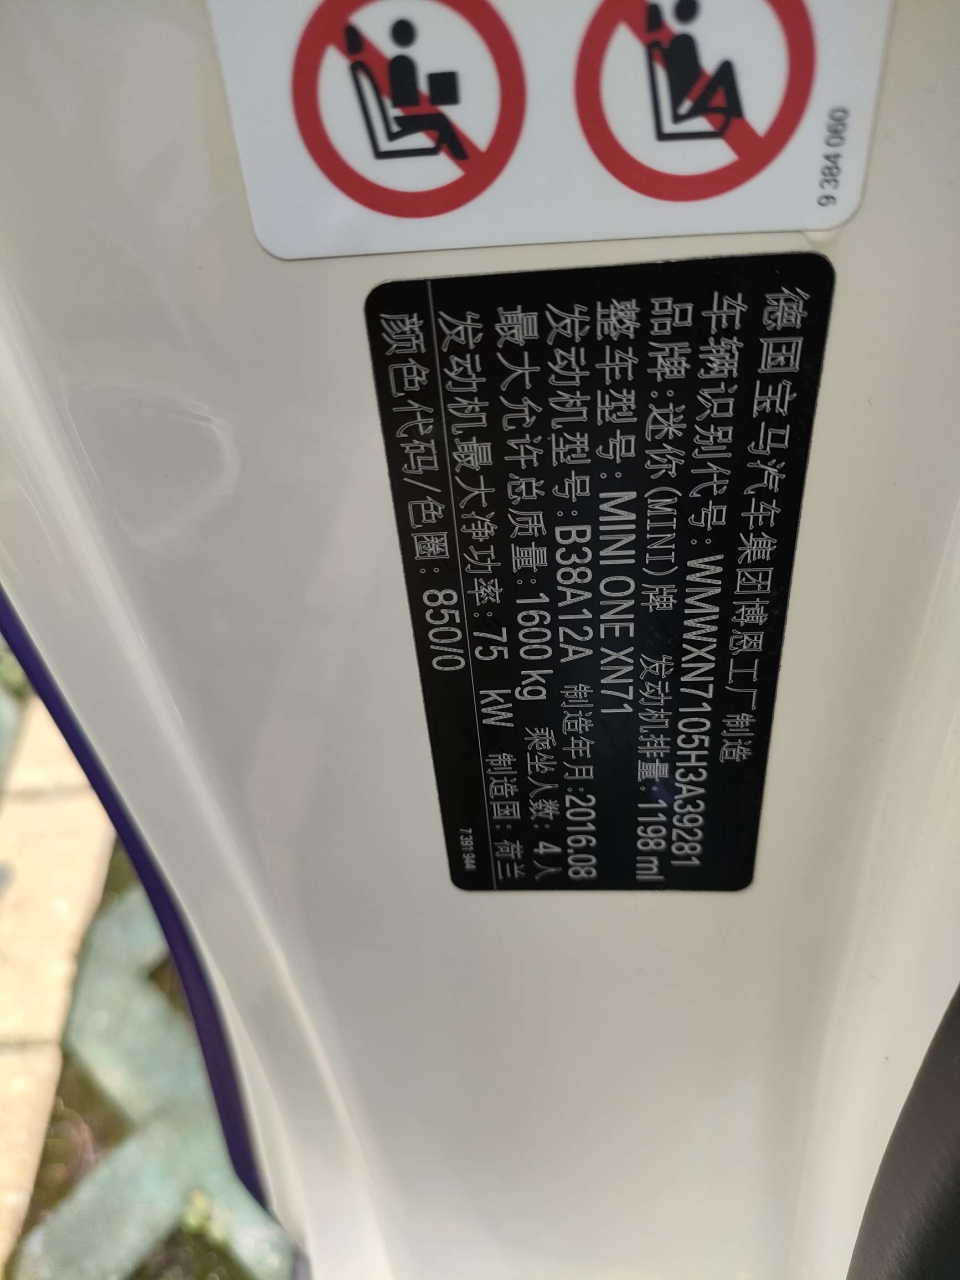 9 384 060
德国宝马汽车集团博恩工厂制造
车辆识别代号: WMWXN7105H3A39281
品牌:迷你(MINI)牌 发动机排量:1198 ml
整车型号: MINI ONE XN71
发动机型号:B38A12A 制造年月:2016.08
最大允许总质量:1600 kg 乘坐人数: 4人
发动机最大净功率: 75 kW 制造国: 荷兰
颜色代码/色圈: 850/0
7 391 944